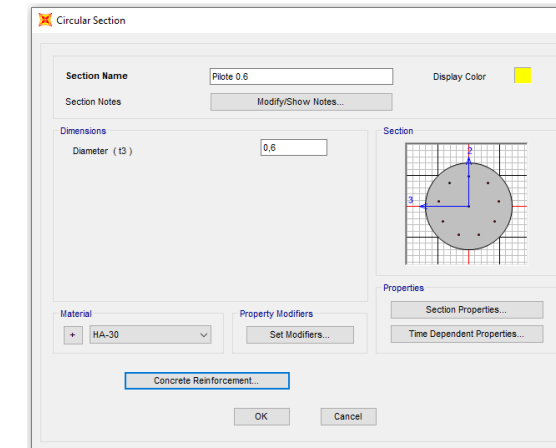 Circular Section
Section Name
Pilote 0.6
Display Color
Section Notes
Modify/Show Notes...
Dimensions
Diameter ( t3 )
0,6
Section
2
3
Properties
Section Properties...
Time Dependent Properties...
Material
+
HA-30
Property Modifiers
Set Modifiers...
Concrete Reinforcement...
OK
Cancel